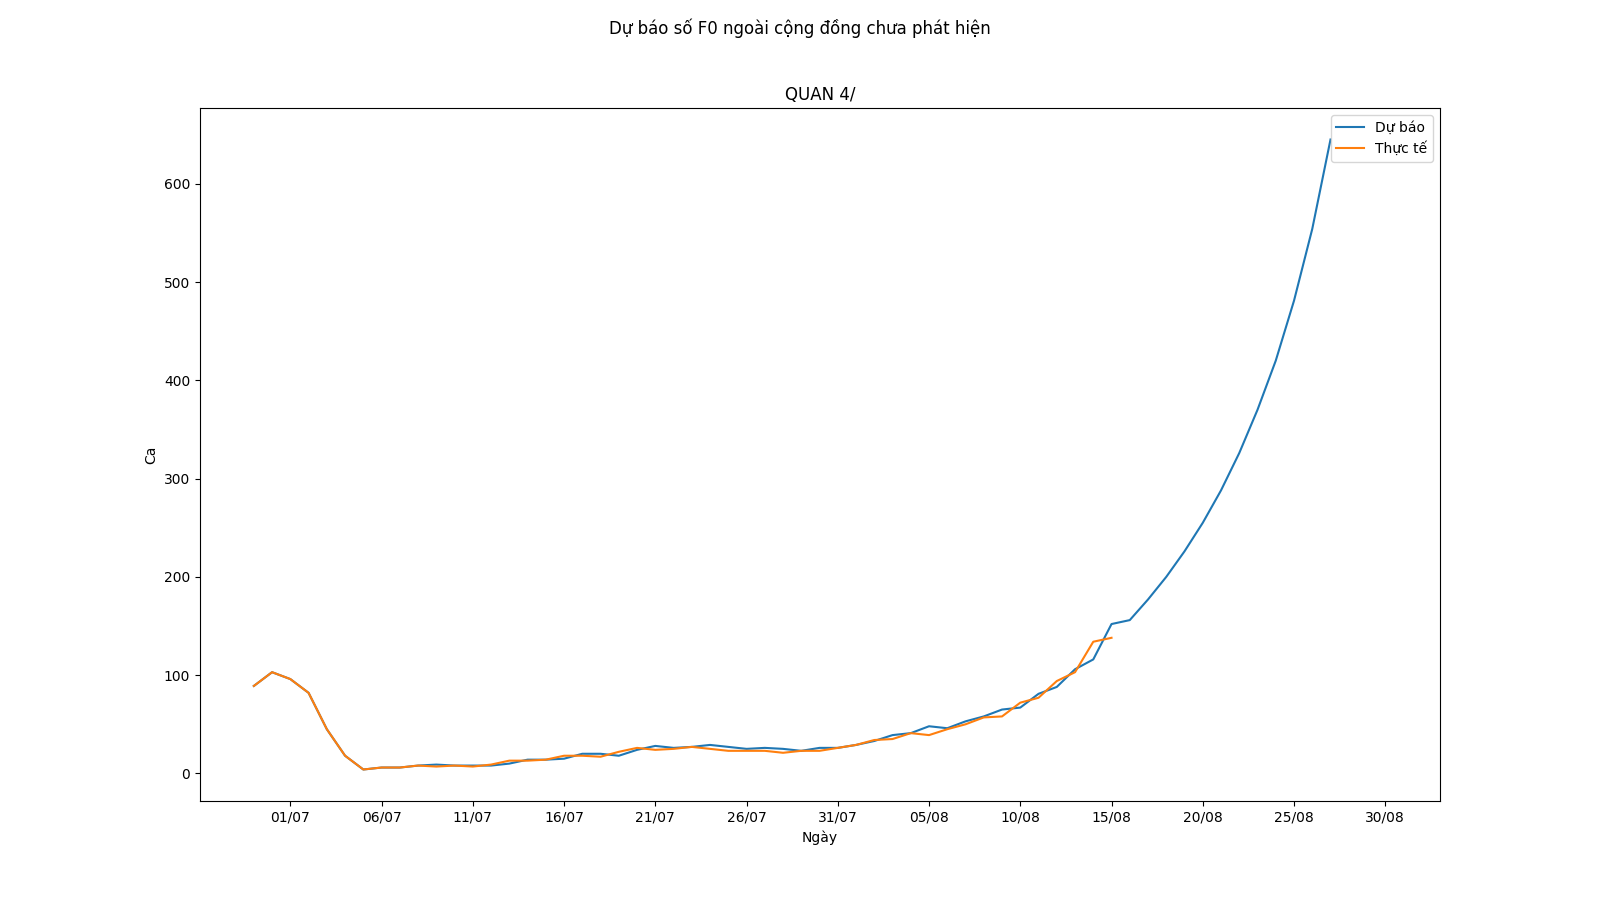 Dự báo số F0 ngoài cộng đồng chưa phát hiện
QUAN 4/
Dự báo
Thực tế
600
500
400
300
200
100
0
Ca
01/07 06/07 11/07 16/07 21/07 26/07 31/07 05/08 10/08 15/08 20/08 25/08 30/08
Ngày